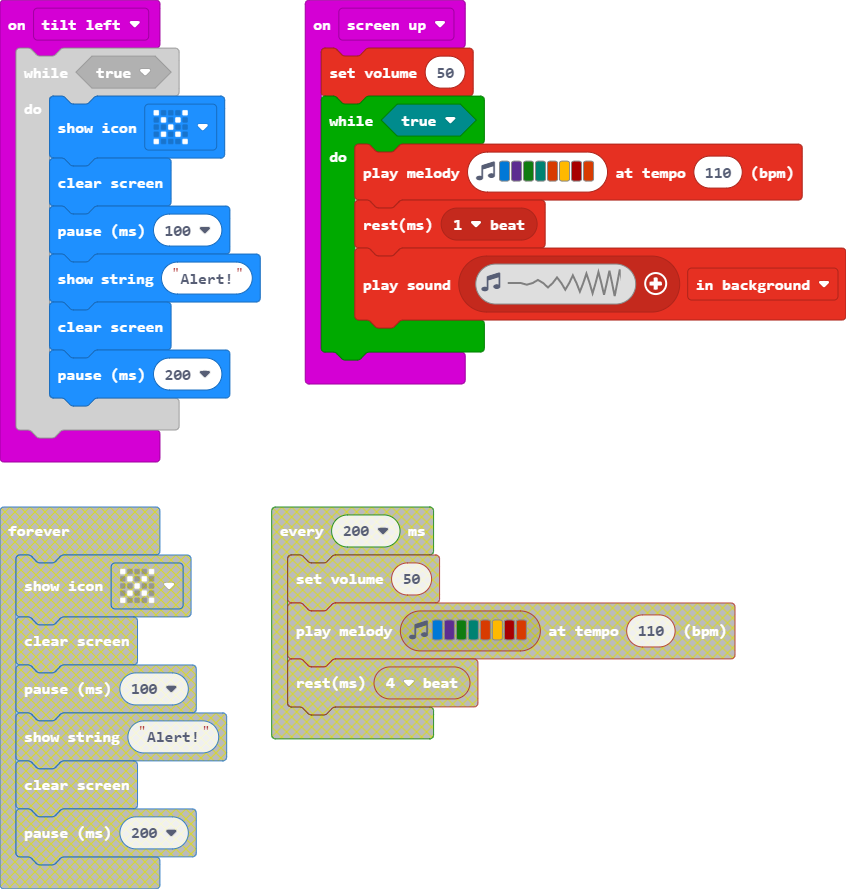 on tilt left
while true
do
show icon
clear screen
pause (ms) 100
show string "Alert!"
clear screen
pause (ms) 200
on screen up
set volume 50
while true
do
play melody at tempo 110 (bpm)
rest(ms) 1 beat
play sound in background
forever
show icon
clear screen
pause (ms) 100
show string "Alert!"
clear screen
pause (ms) 200
every 200 ms
set volume 50
play melody at tempo 110 (bpm)
rest(ms) 4 beat